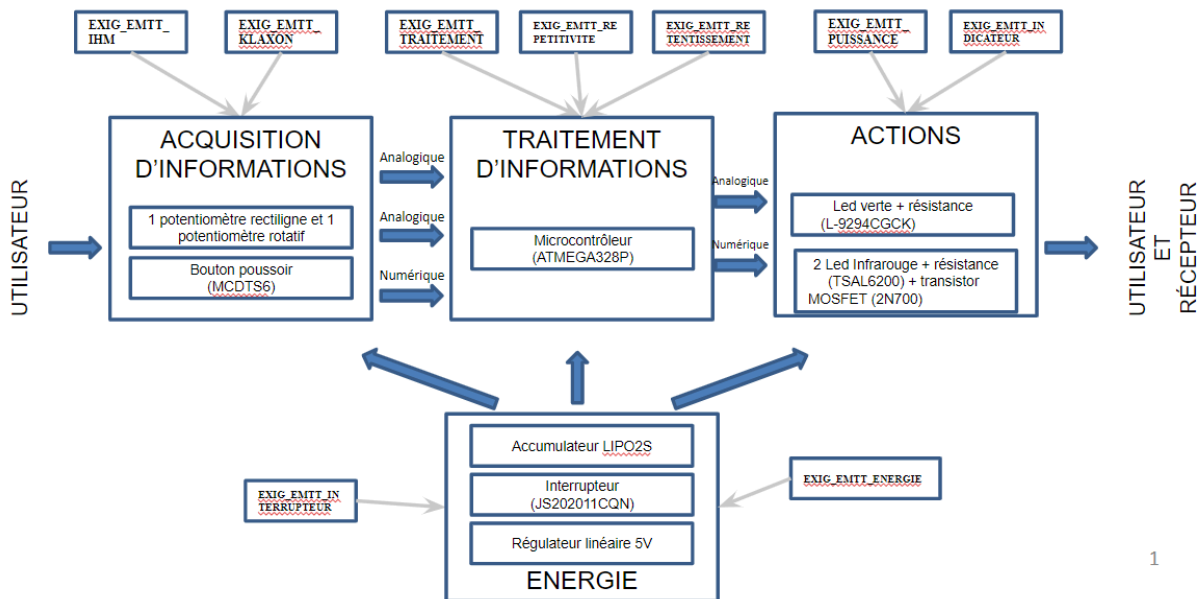 EXIG_EMTT_
IHM
EXIG_EMTT_
KLAXON
EXIG_EMTT_
TRAITEMENT
EXIG_EMTT_RE
PETITIVITE
EXIG_EMTT_RE
TENTISSEMENT
EXIG_EMTT_
PUISSANCE
EXIG_EMTT_IN
DICATEUR
UTILISATEUR
ACQUISITION
D'INFORMATIONS
1 potentiomètre rectiligne et 1
potentiomètre rotatif
Bouton poussoir
(MCDTS6)
Analogique
Analogique
Numérique
TRAITEMENT
D'INFORMATIONS
Microcontrôleur
(ATMEGA328P)
Analogique
Numérique
ACTIONS
Led verte + résistance
(L-9294CGCK)
2 Led Infrarouge + résistance
(TSAL6200) + transistor
MOSFET (2N700)
UTILISATEUR
ET
RÉCEPTEUR
EXIG_EMTT_IN
TERRUPTEUR
Accumulateur LIPO2S
Interrupteur
(JS202011CQN)
Régulateur linéaire 5V
ENERGIE
EXIG_EMTT_ENERGIE
1